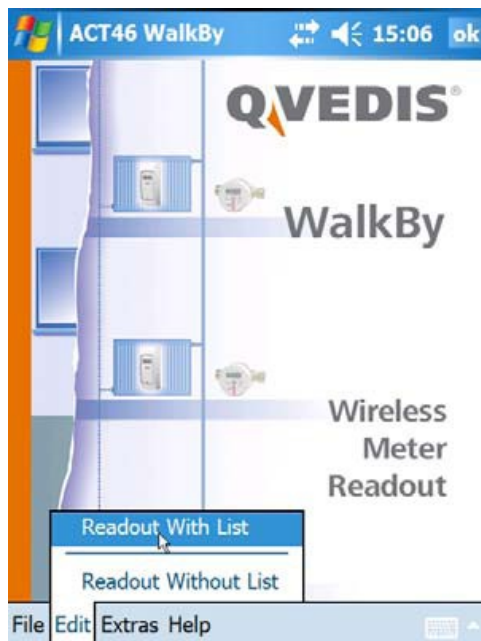 ACT46 WalkBy 15:06 ok
QVEDIS®
WalkBy
Wireless
Meter
Readout
Readout With List
Readout Without List
File Edit Extras Help